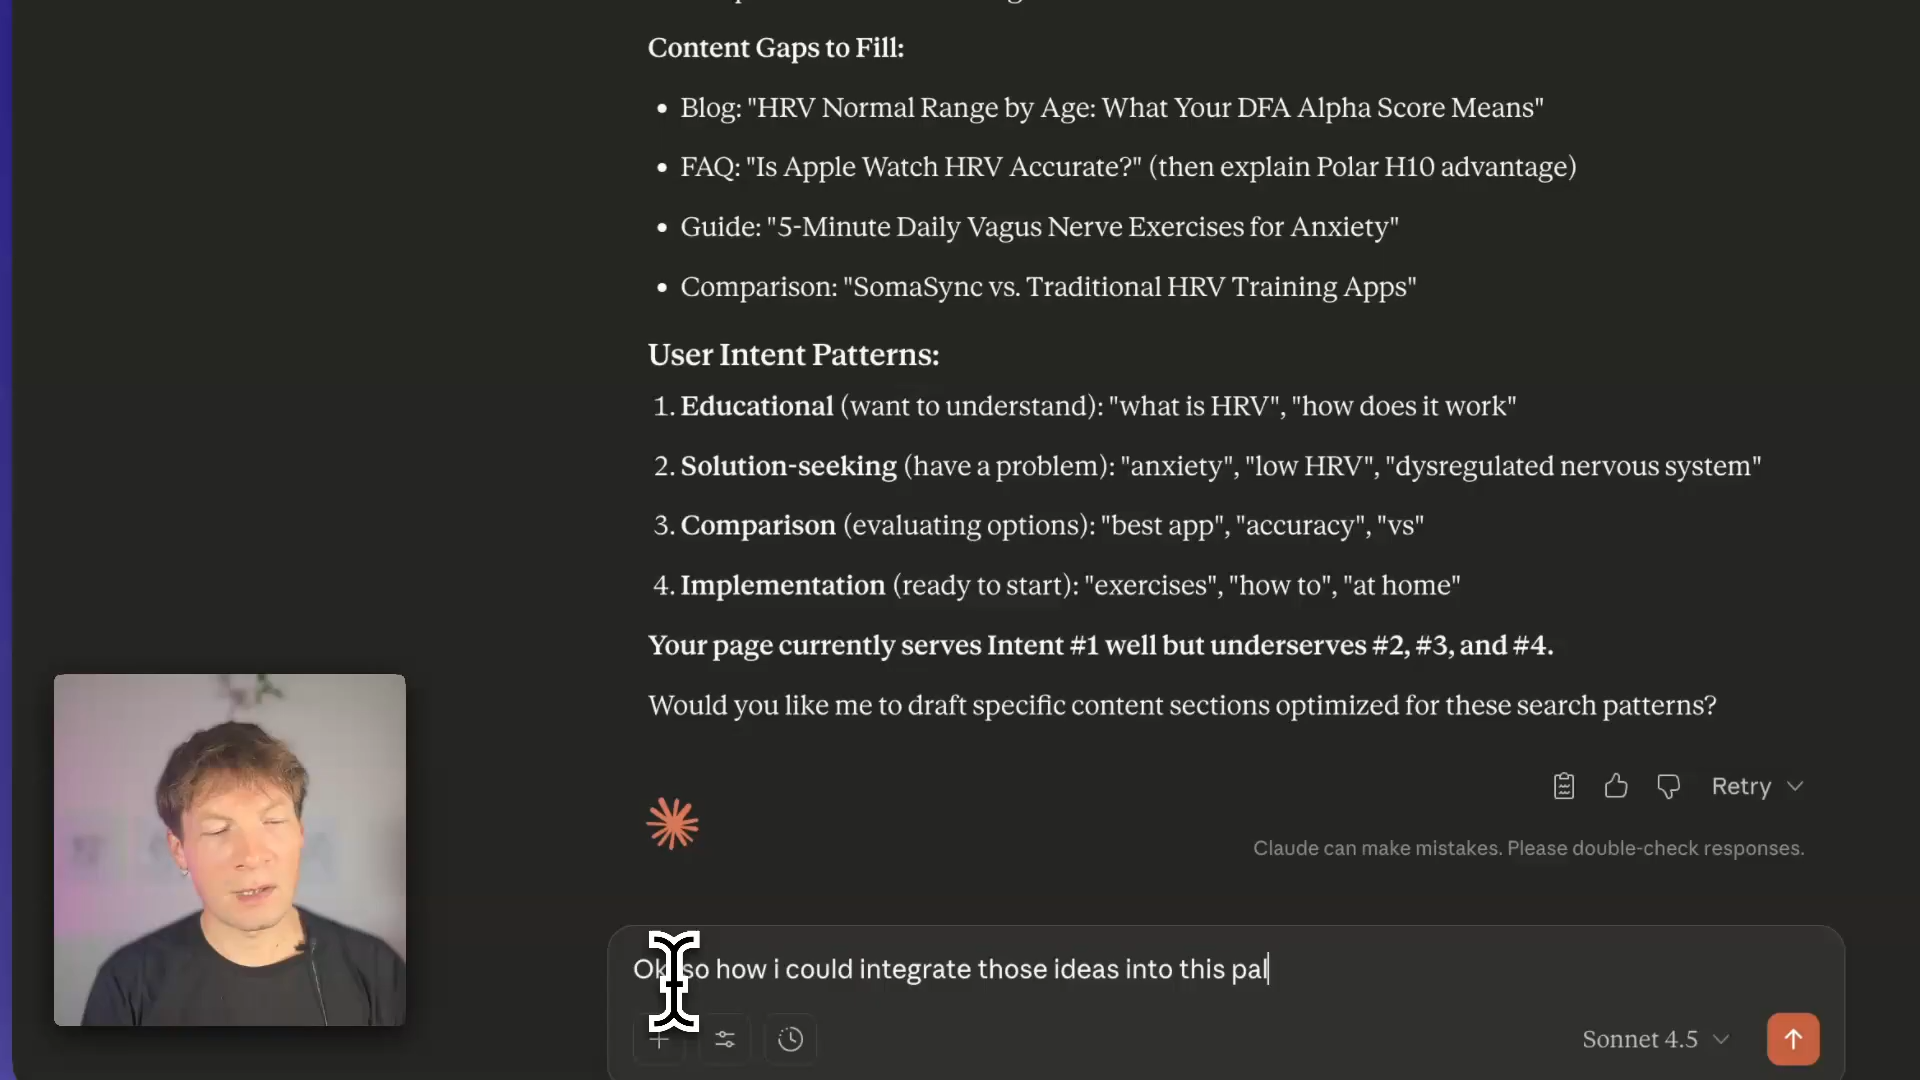 Content Gaps to Fill:
• Blog: "HRV Normal Range by Age: What Your DFA Alpha Score Means"
• FAQ: "Is Apple Watch HRV Accurate?" (then explain Polar H10 advantage)
• Guide: "5-Minute Daily Vagus Nerve Exercises for Anxiety"
• Comparison: "SomaSync vs. Traditional HRV Training Apps"
User Intent Patterns:
1. Educational (want to understand): "what is HRV", "how does it work"
2. Solution-seeking (have a problem): "anxiety", "low HRV", "dysregulated nervous system"
3. Comparison (evaluating options): "best app", "accuracy", "vs"
4. Implementation (ready to start): "exercises", "how to", "at home"
Your page currently serves Intent #1 well but underserves #2, #3, and #4.
Would you like me to draft specific content sections optimized for these search patterns?
Retry
Claude can make mistakes. Please double-check responses.
so how i could integrate those ideas into this pal
Sonnet 4.5